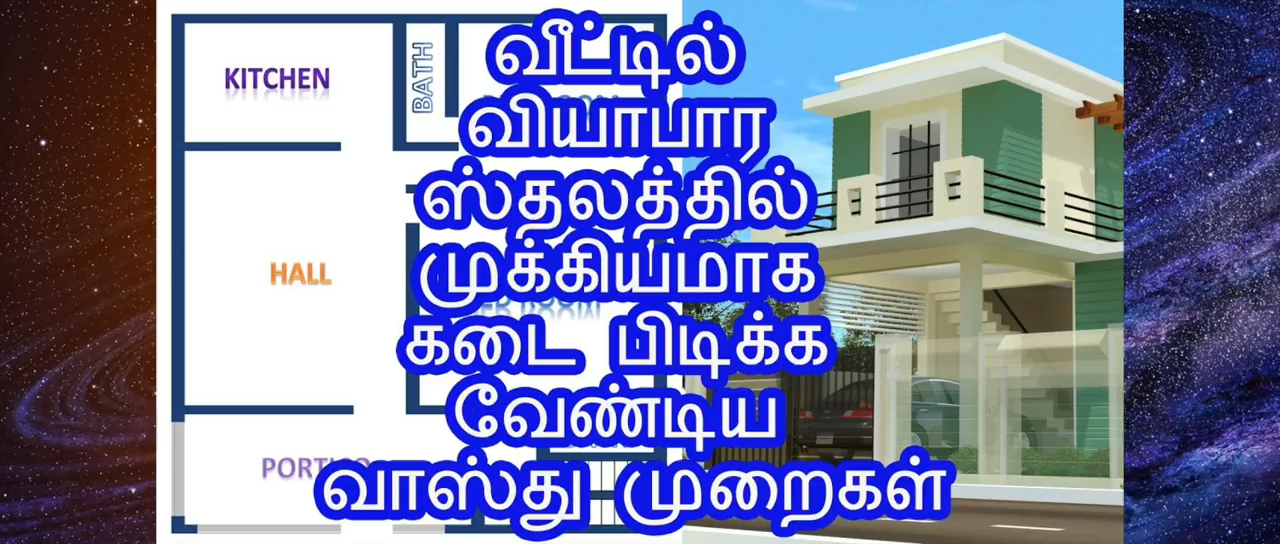 வீட்டில்
வியாபார
ஸ்தலத்தில்
முக்கியமாக
கடை பிடிக்க
வேண்டிய
வாஸ்து முறைகள்
KITCHEN
BATH
HALL